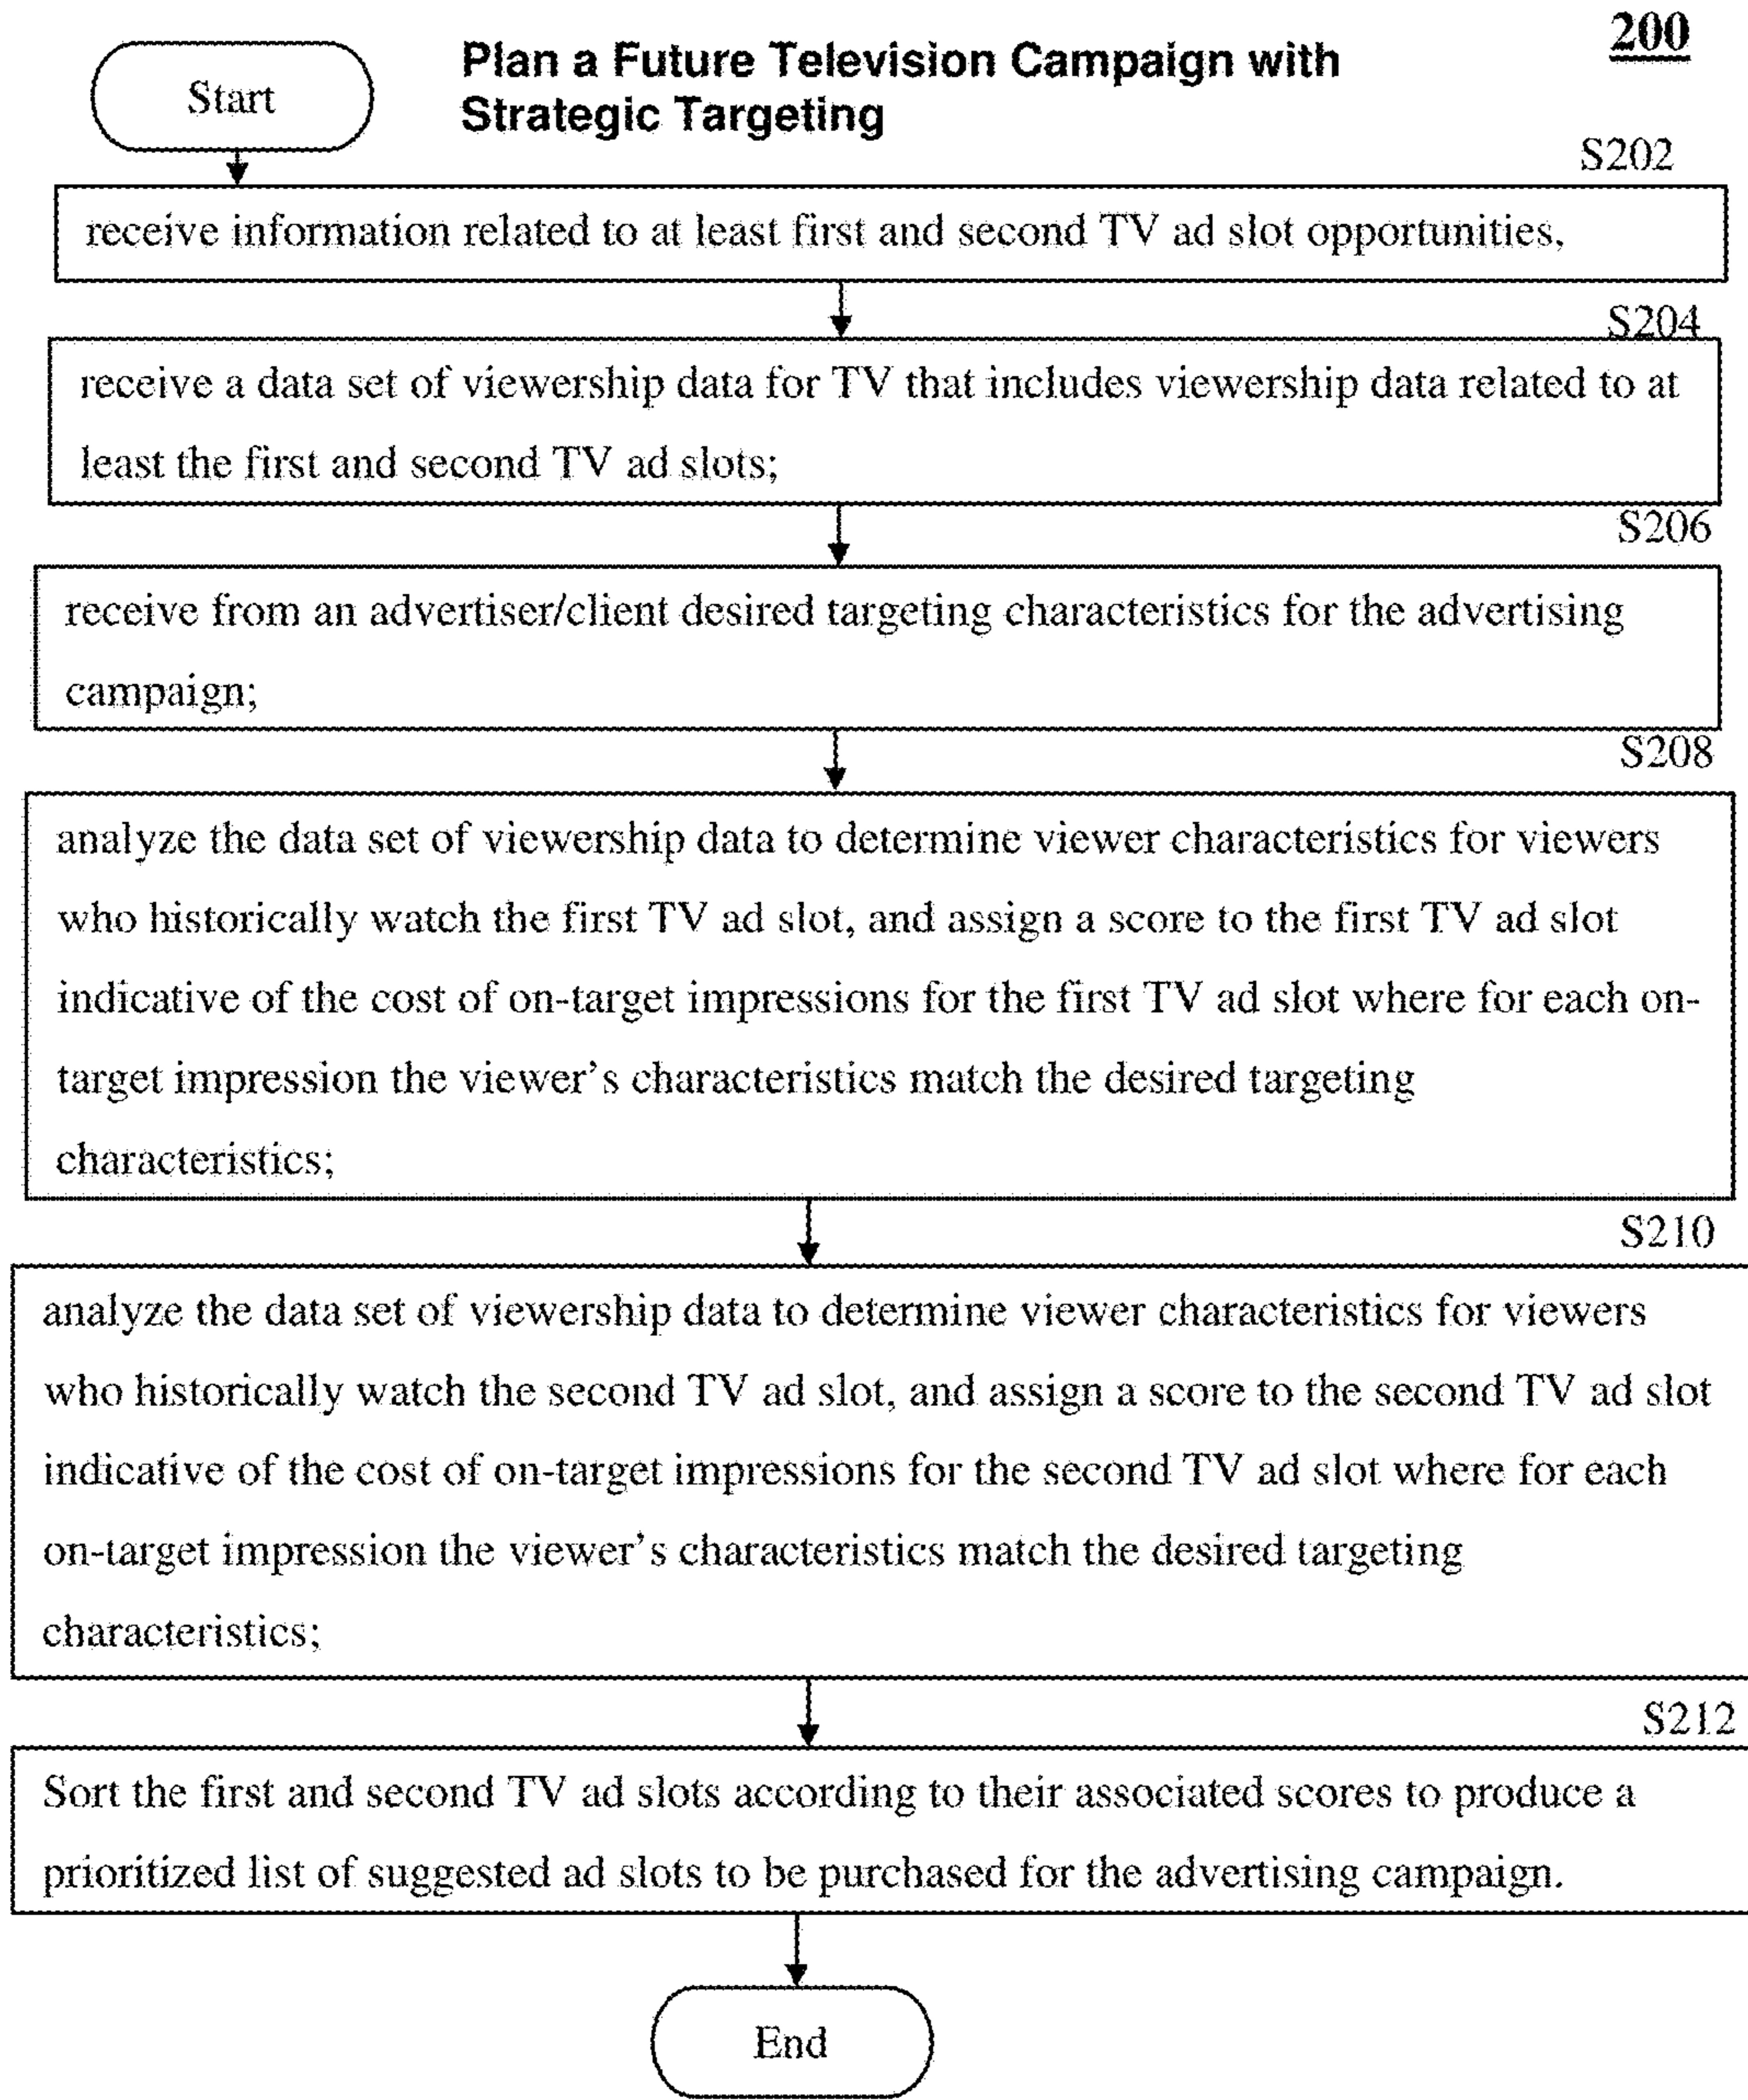 200
Start
Plan a Future Television Campaign with
Strategic Targeting
S202
receive information related to at least first and second TV ad slot opportunities,
S204
receive a data set of viewership data for TV that includes viewership data related to at
least the first and second TV ad slots;
S206
receive from an advertiser/client desired targeting characteristics for the advertising
campaign;
S208
analyze the data set of viewership data to determine viewer characteristics for viewers
who historically watch the first TV ad slot, and assign a score to the first TV ad slot
indicative of the cost of on-target impressions for the first TV ad slot where for each on-
target impression the viewer's characteristics match the desired targeting
characteristics;
S210
analyze the data set of viewership data to determine viewer characteristics for viewers
who historically watch the second TV ad slot, and assign a score to the second TV ad slot
indicative of the cost of on-target impressions for the second TV ad slot where for each
on-target impression the viewer's characteristics match the desired targeting
characteristics;
S212
Sort the first and second TV ad slots according to their associated scores to produce a
prioritized list of suggested ad slots to be purchased for the advertising campaign.
End